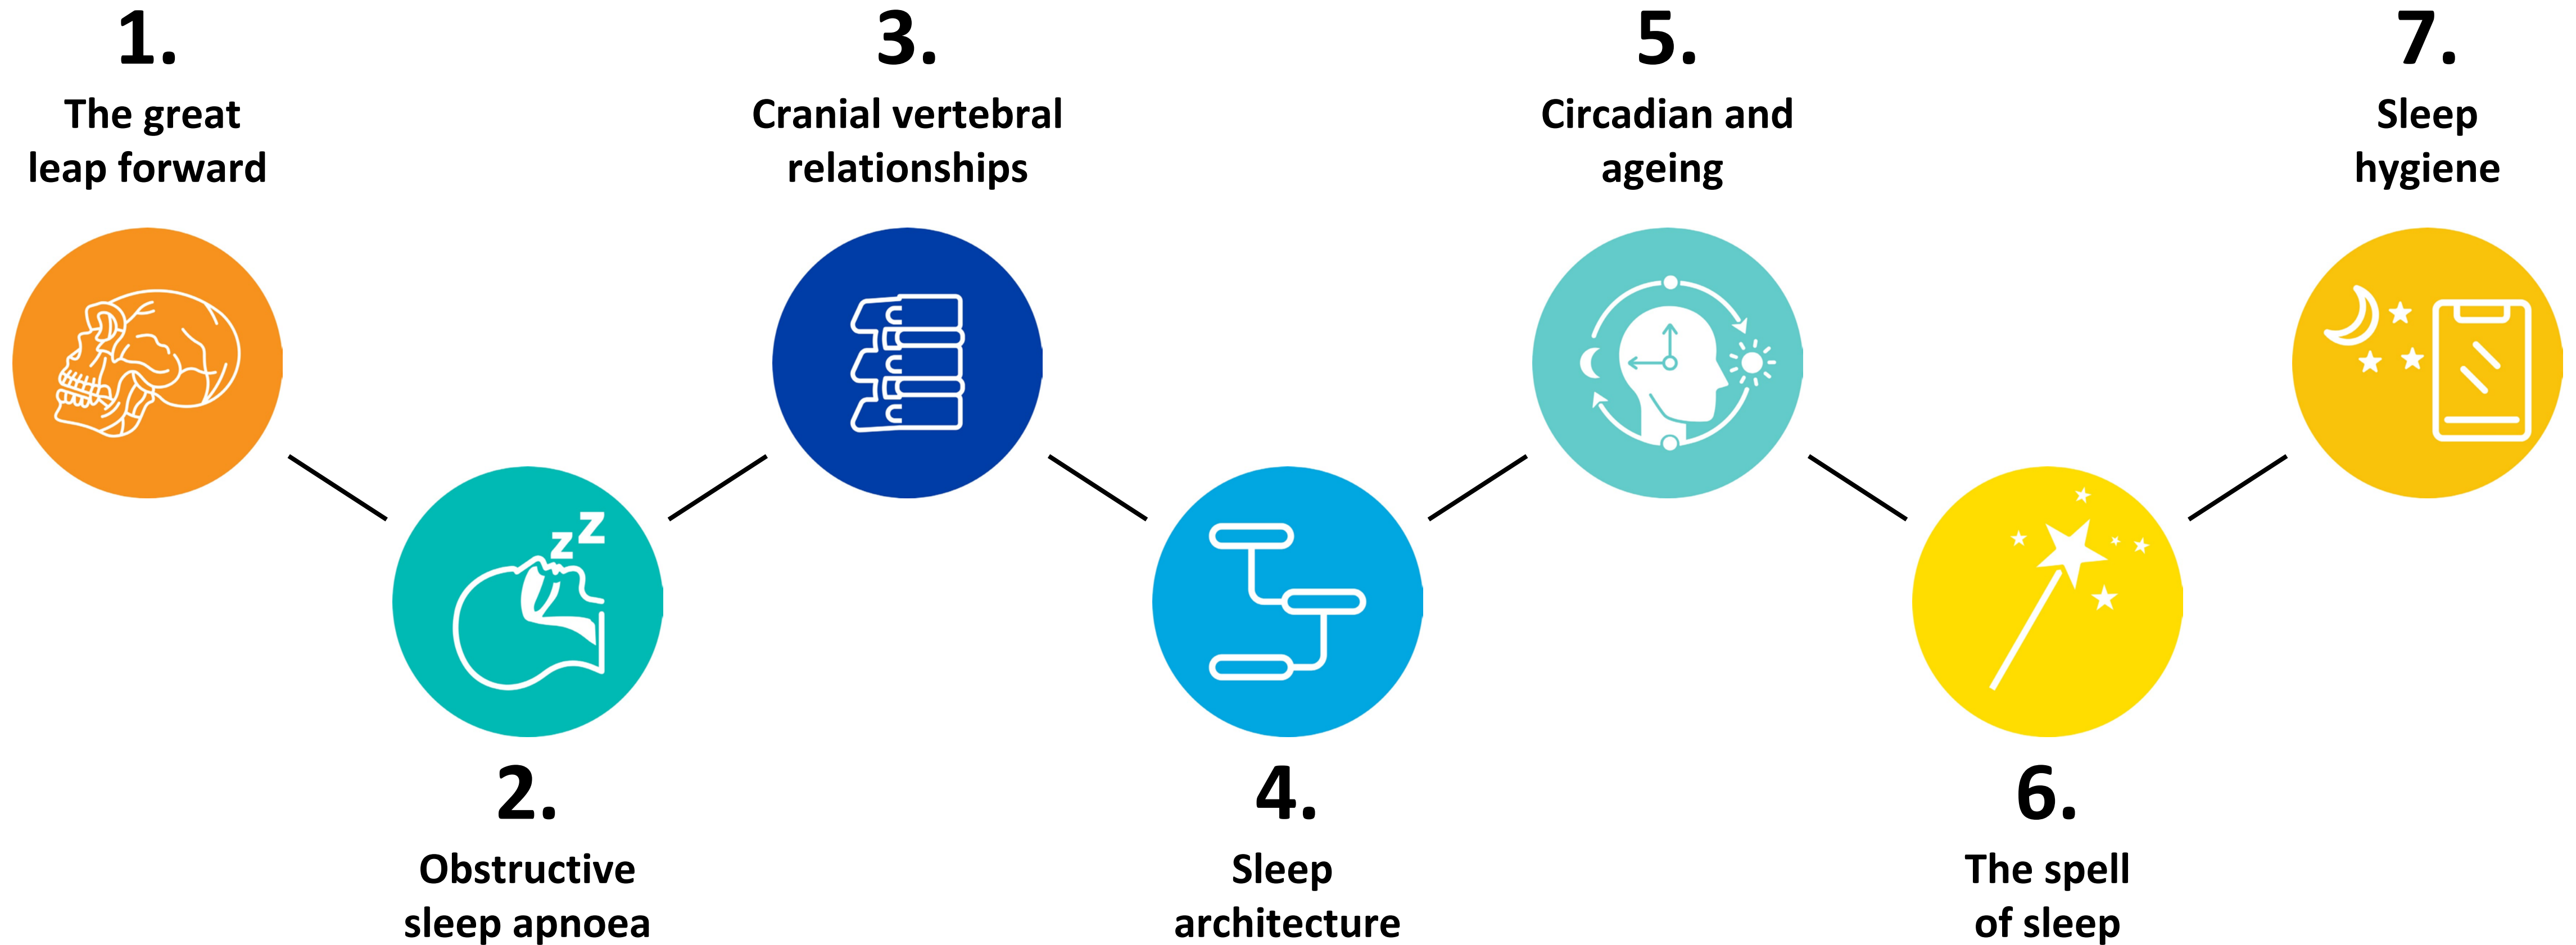 1.
The great
leap forward
2.
Obstructive
sleep apnoea
3.
Cranial vertebral
relationships
4.
Sleep
architecture
5.
Circadian and
ageing
6.
The spell
of sleep
7.
Sleep
hygiene
z Z